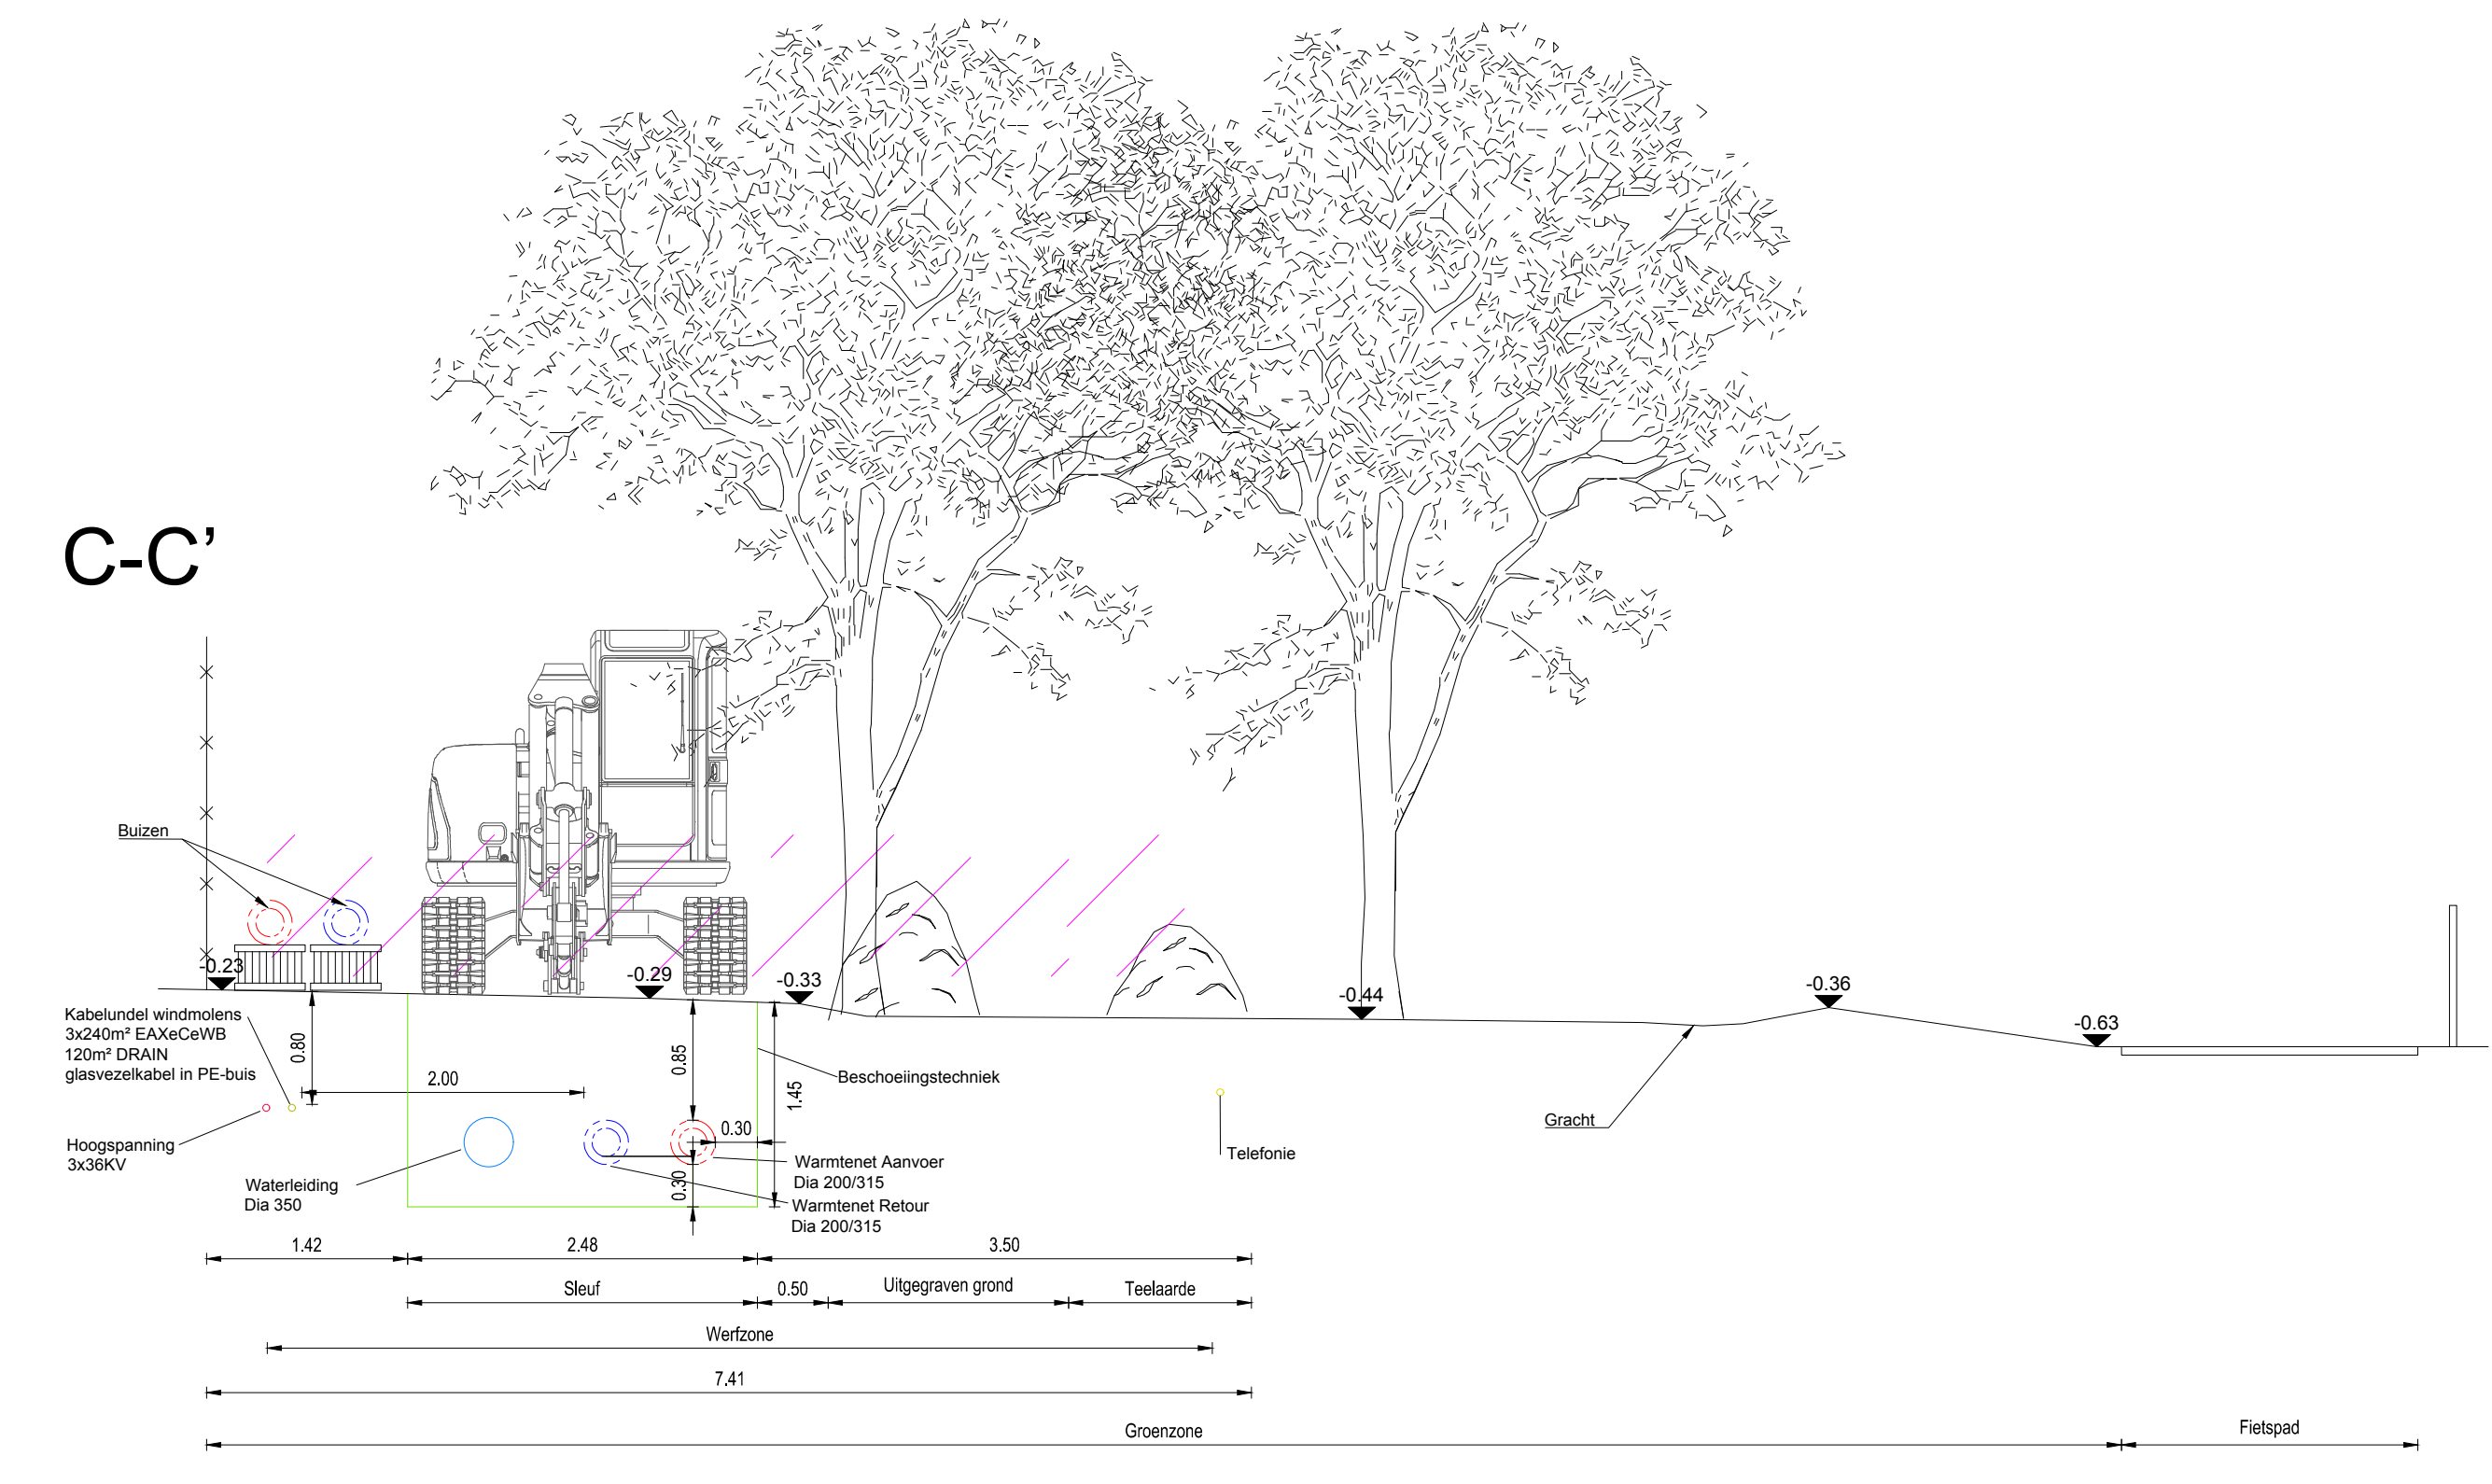 C-C’
Buizen
-0.23
-0.29
-0.33
-0.44
-0.36
-0.63
Kabelundel windmolens
3x240m² EAXeCeWB
120m² DRAIN
glasvezelkabel in PE-buis
0.80
2.00
0.85
1.45
Beschoeiingstechniek
Hoogspanning
3x36KV
0.30
Gracht
Telefonie
Waterleiding
Dia 350
0.30
Warmtenet Aanvoer
Dia 200/315
Warmtenet Retour
Dia 200/315
1.42
2.48
3.50
Sleuf
0.50
Uitgegraven grond
Teelaarde
Werfzone
7.41
Groenzone
Fietspad